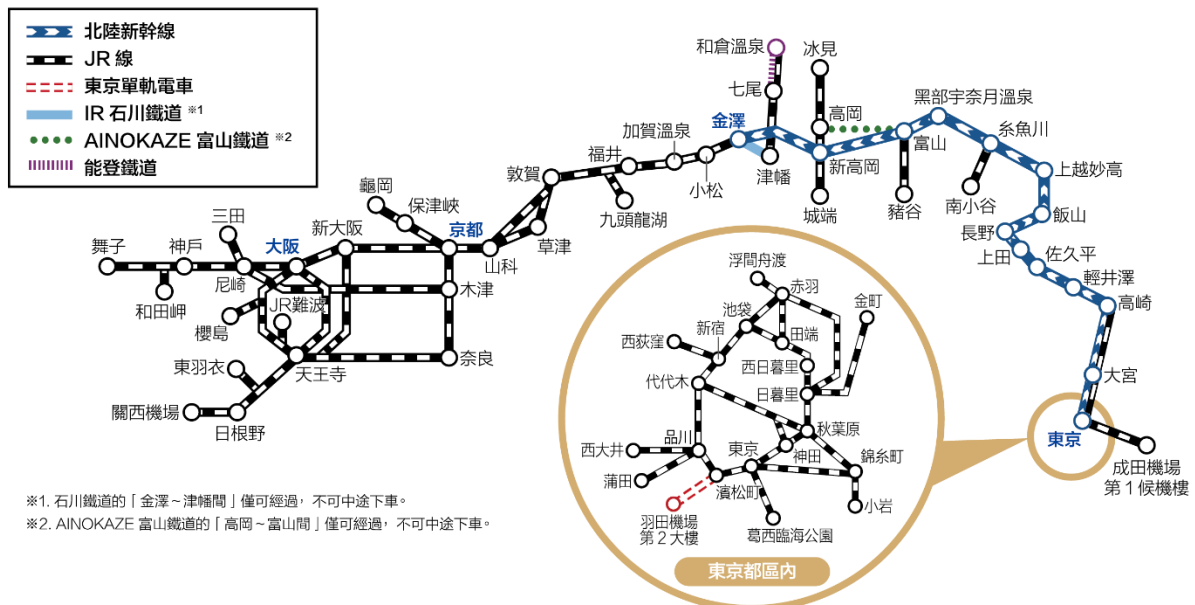 北陸新幹線
JR 線
東京單軌電車
IR 石川鐵道 ※1
AINOKAZE 富山鐵道 ※2
能登鐵道
和倉溫泉
冰見
七尾
高岡
黑部宇奈月溫泉
金澤
加賀溫泉
富山
糸魚川
福井
小松
津幡
新高岡
上越妙高
敦賀
九頭龍湖
城端
豬谷
南小谷
飯山
龜岡
保津峽
草津
長野
三田
新大阪
京都
山科
上田
佐久平
舞子
神戶
大阪
輕井澤
和田岬
尼崎
木津
高崎
櫻島
JR難波
東羽衣
天王寺
奈良
大宮
關西機場
日根野
東京
成田機場
第1候機樓
浮間舟渡
赤羽
金町
池袋
新宿
田端
西荻窪
西日暮里
代代木
日暮里
秋葉原
品川
東京
神田
錦糸町
西大井
蒲田
濱松町
小岩
羽田機場
第2大樓
葛西臨海公園
東京都區內
※1. 石川鐵道的「金澤～津幡間」僅可經過，不可中途下車。
※2. AINOKAZE 富山鐵道的「高岡～富山間」僅可經過，不可中途下車。